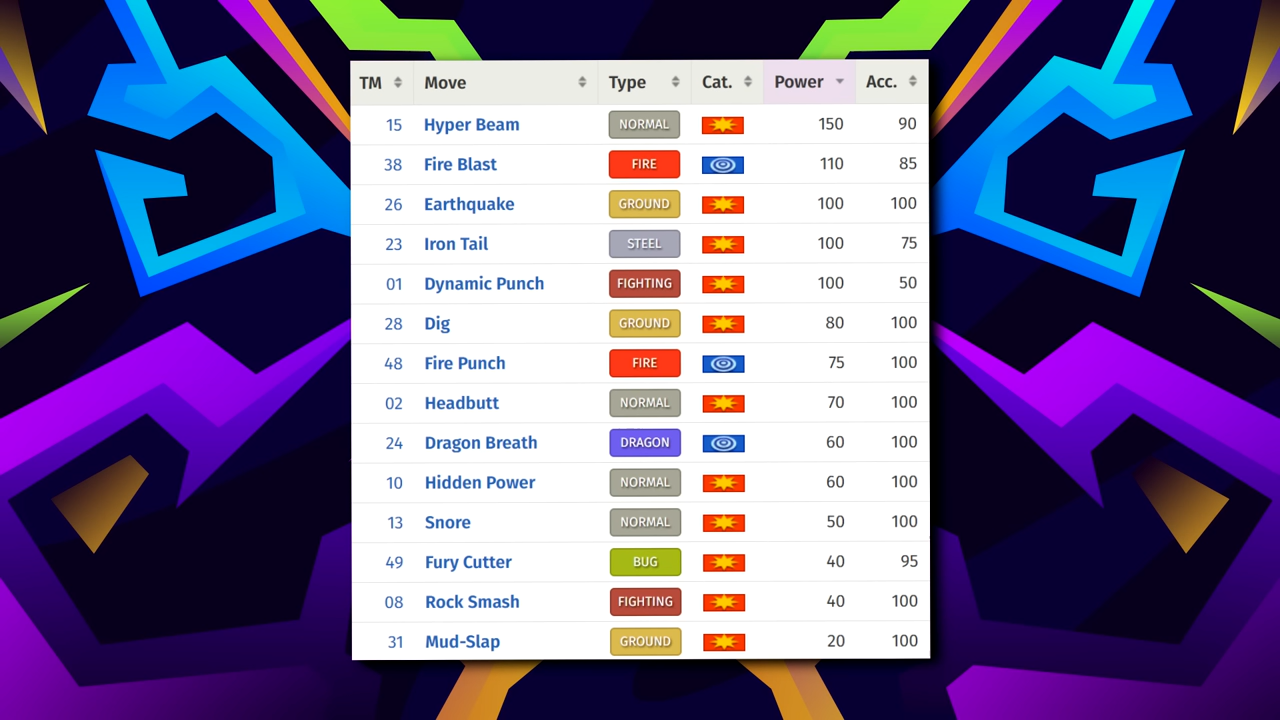 TM Move Type Cat. Power Acc.
15 Hyper Beam NORMAL 150 90
38 Fire Blast FIRE 110 85
26 Earthquake GROUND 100 100
23 Iron Tail STEEL 100 75
01 Dynamic Punch FIGHTING 100 50
28 Dig GROUND 80 100
48 Fire Punch FIRE 75 100
02 Headbutt NORMAL 70 100
24 Dragon Breath DRAGON 60 100
10 Hidden Power NORMAL 60 100
13 Snore NORMAL 50 100
49 Fury Cutter BUG 40 95
08 Rock Smash FIGHTING 40 100
31 Mud-Slap GROUND 20 100